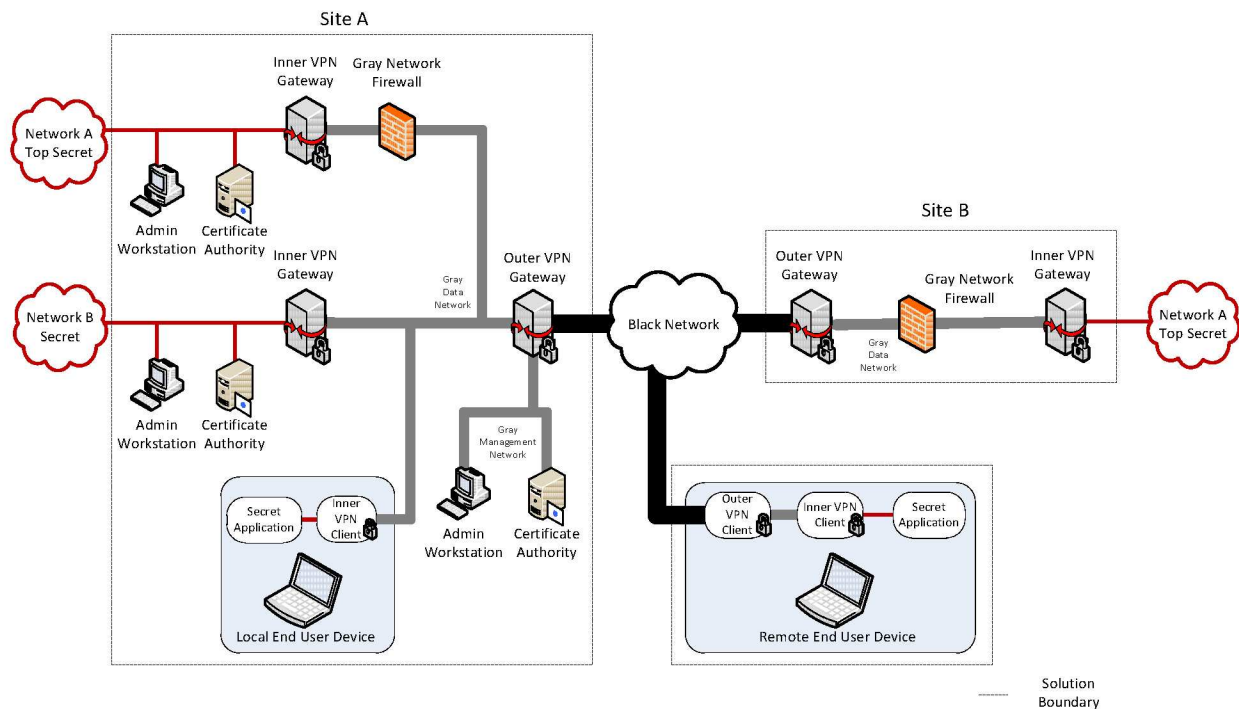 Site A
Inner VPN
Gateway
Gray Network
Firewall
Network A
Top Secret
Admin
Workstation
Certificate
Authority
Inner VPN
Gateway
Outer VPN
Gateway
Gray
Data
Network
Network B
Secret
Admin
Workstation
Certificate
Authority
Gray
Management
Network
Admin
Workstation
Certificate
Authority
Secret
Application
Inner
VPN
Client
Local End User Device
Black Network
Site B
Outer VPN
Gateway
Gray Network
Firewall
Inner VPN
Gateway
Gray
Data
Network
Network A
Top Secret
Outer
VPN
Client
Inner VPN
Client
Secret
Application
Remote End User Device
Solution
Boundary